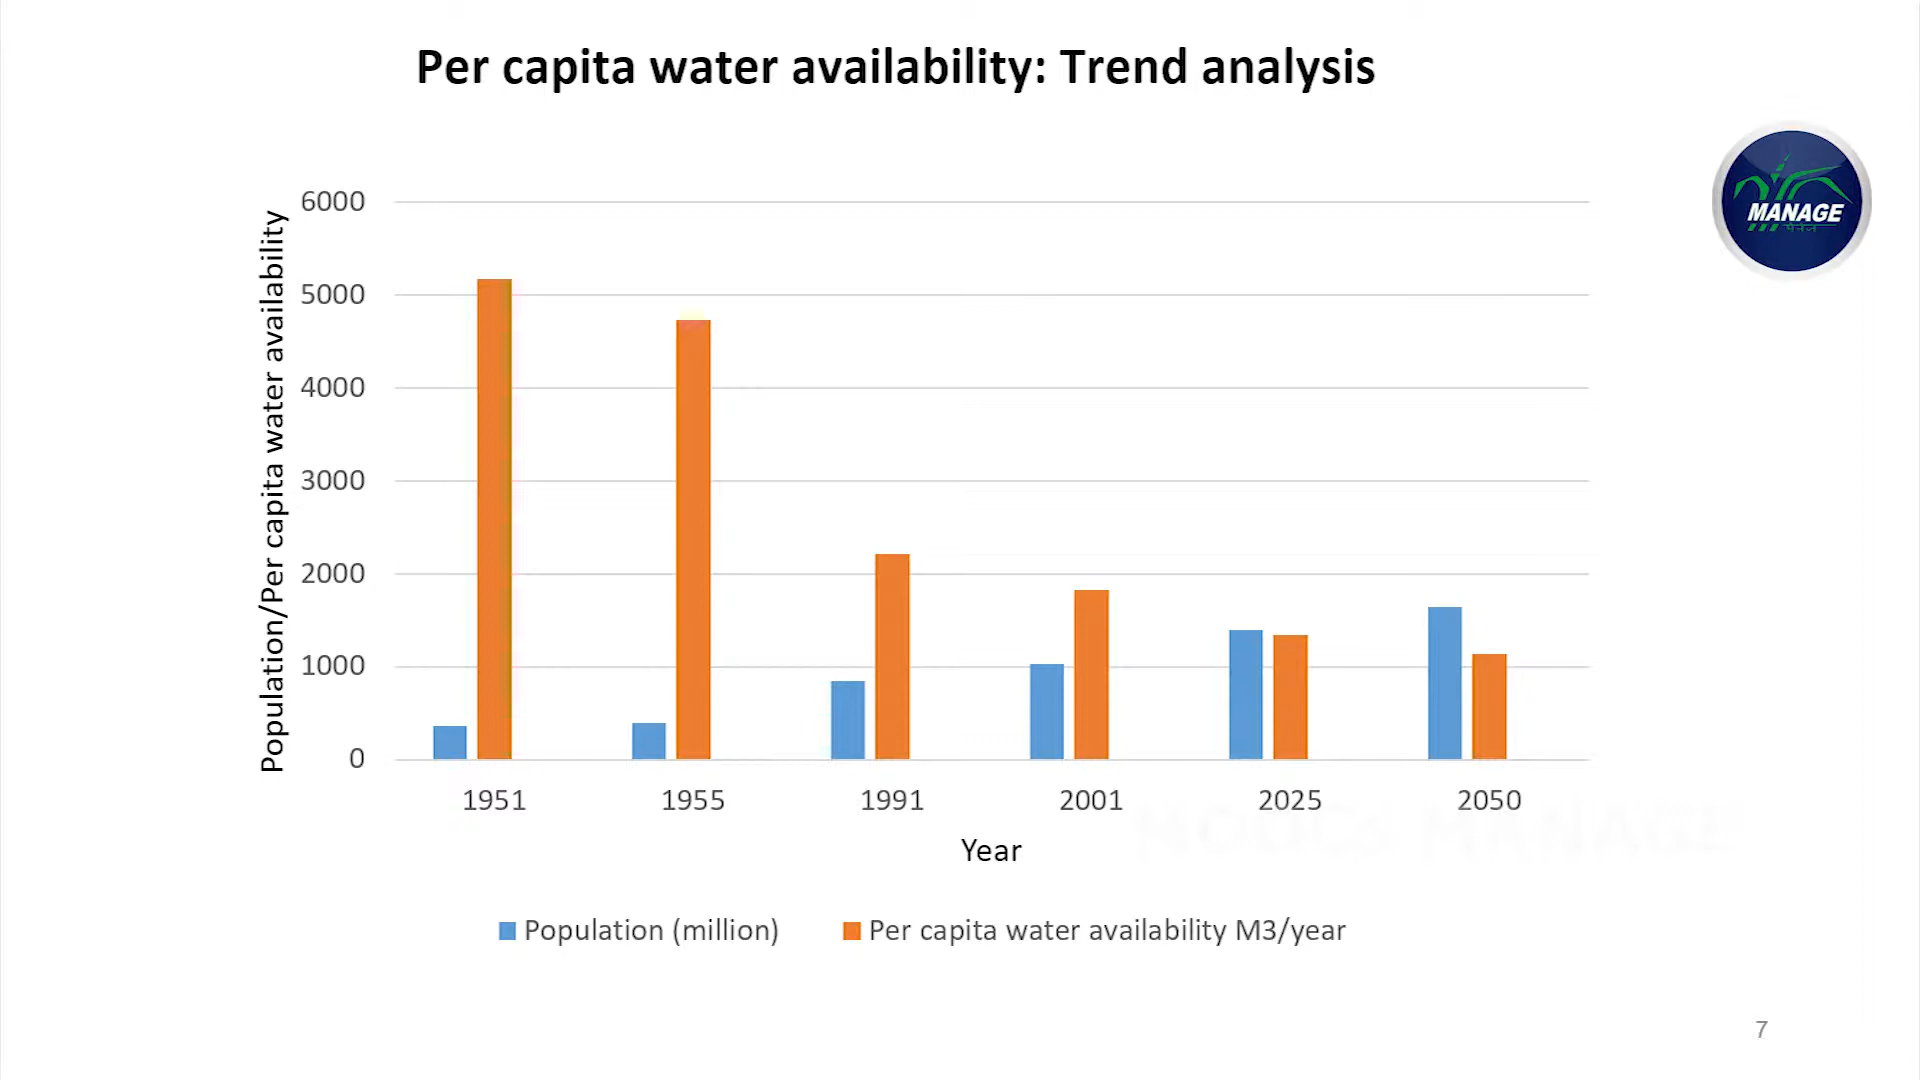 Per capita water availability: Trend analysis
MANAGE
मैनेज
Population/Per capita water availability
6000
5000
4000
3000
2000
1000
0
1951 1955 1991 2001 2025 2050
Year
Population (million) Per capita water availability M3/year
7